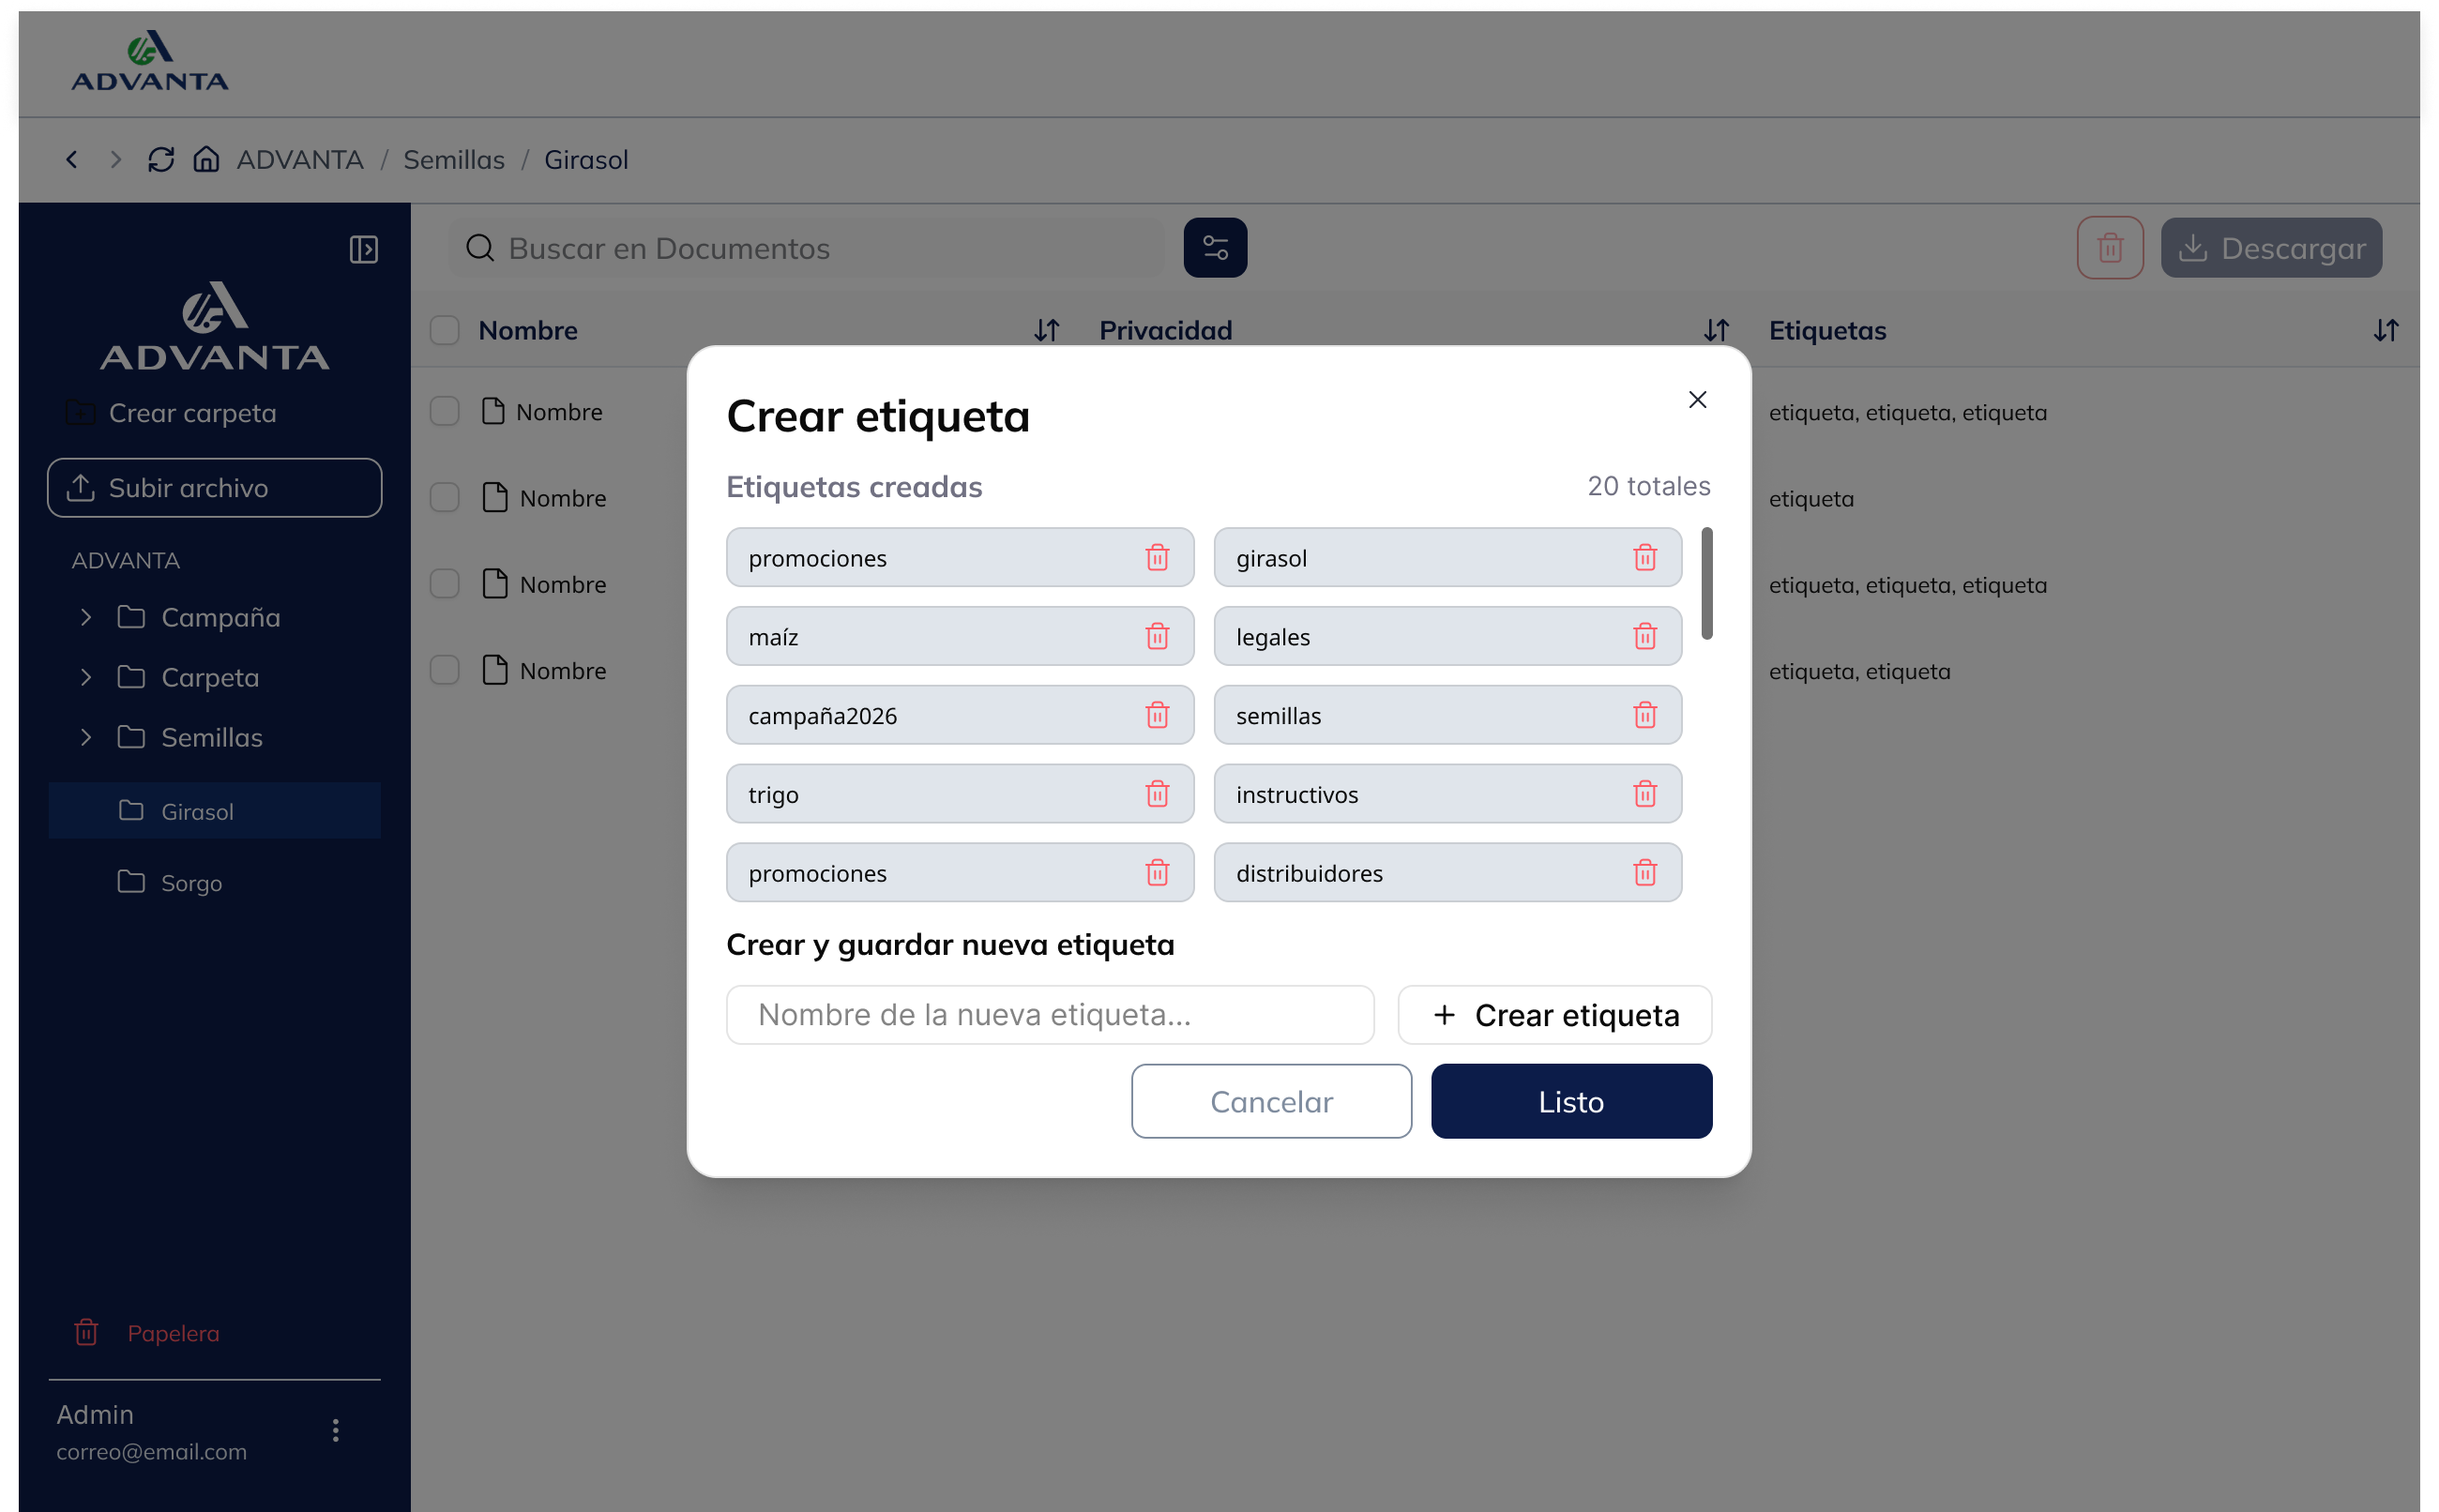 ADVANTA
ADVANTA / Semillas / Girasol
Buscar en Documentos
Descargar
ADVANTA
Crear carpeta
Subir archivo
ADVANTA
Campaña
Carpeta
Semillas
Girasol
Sorgo
Papelera
Admin
correo@email.com
Nombre Privacidad Etiquetas
Nombre etiqueta, etiqueta, etiqueta
Nombre etiqueta
Nombre etiqueta, etiqueta, etiqueta
Nombre etiqueta, etiqueta
Crear etiqueta
Etiquetas creadas 20 totales
promociones girasol
maíz legales
campaña2026 semillas
trigo instructivos
promociones distribuidores
Crear y guardar nueva etiqueta
Nombre de la nueva etiqueta... + Crear etiqueta
Cancelar Listo